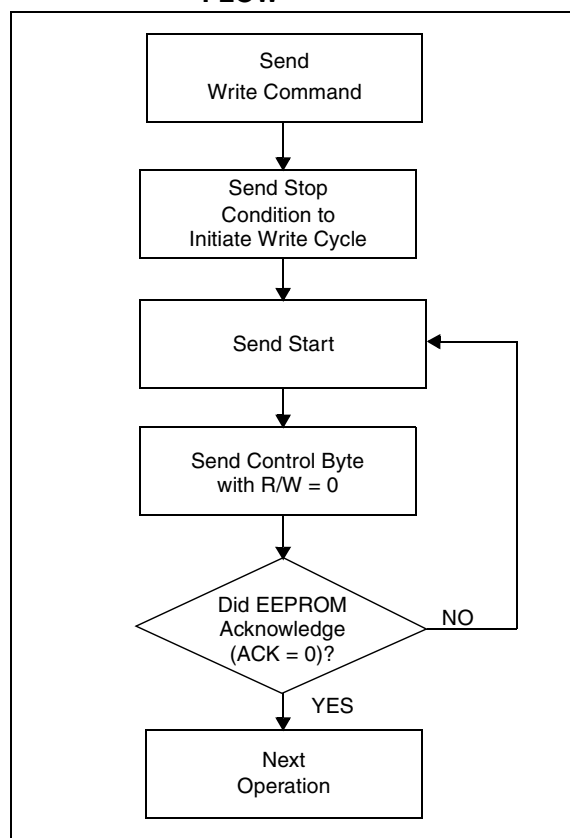 FLOW
Send
Write Command
Send Stop
Condition to
Initiate Write Cycle
Send Start
Send Control Byte
with R/W = 0
Did EEPROM
Acknowledge
(ACK = 0)?
NO
YES
Next
Operation